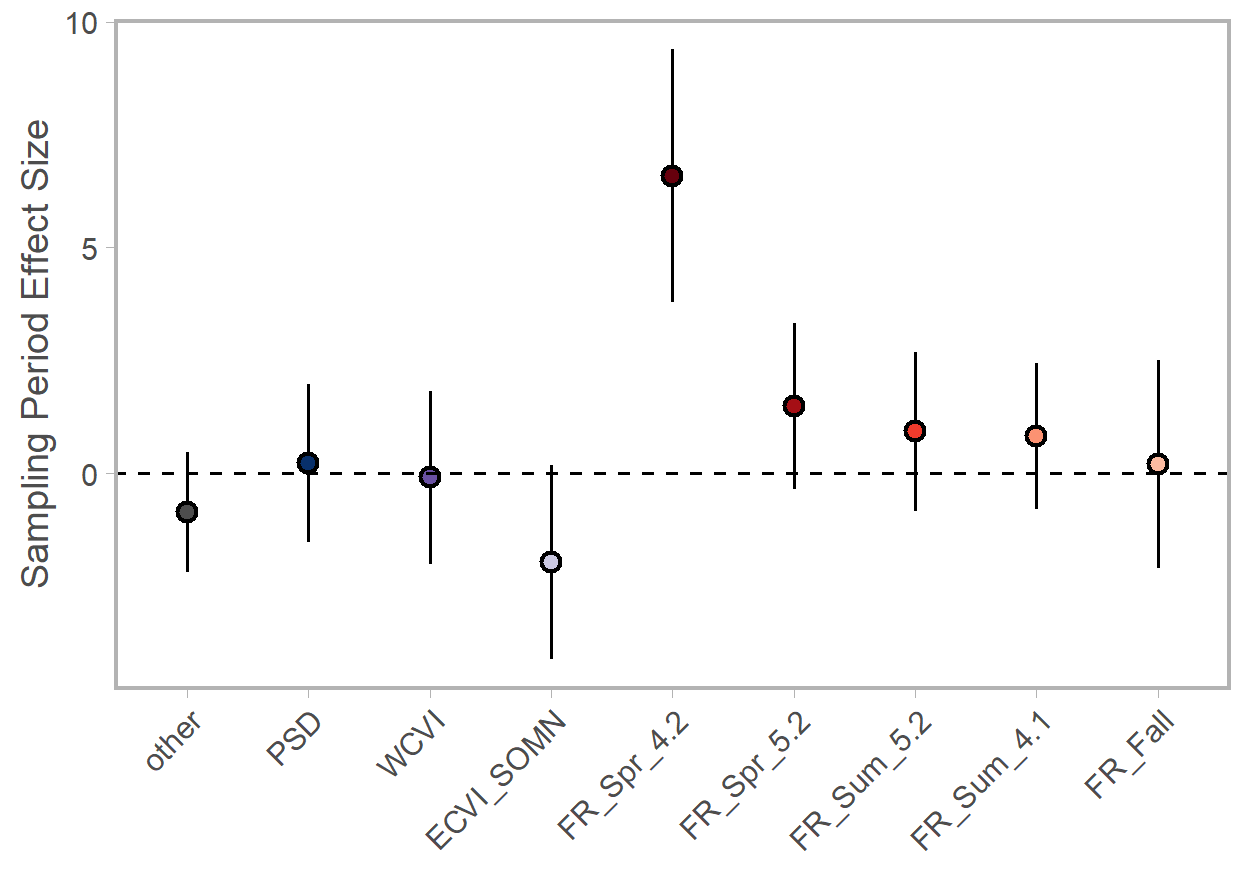 10
5
0
Sampling Period Effect Size
other
PSD
WCVI
ECVI_SOMN
FR_Spr_4.2
FR_Spr_5.2
FR_Sum_5.2
FR_Sum_4.1
FR_Fall